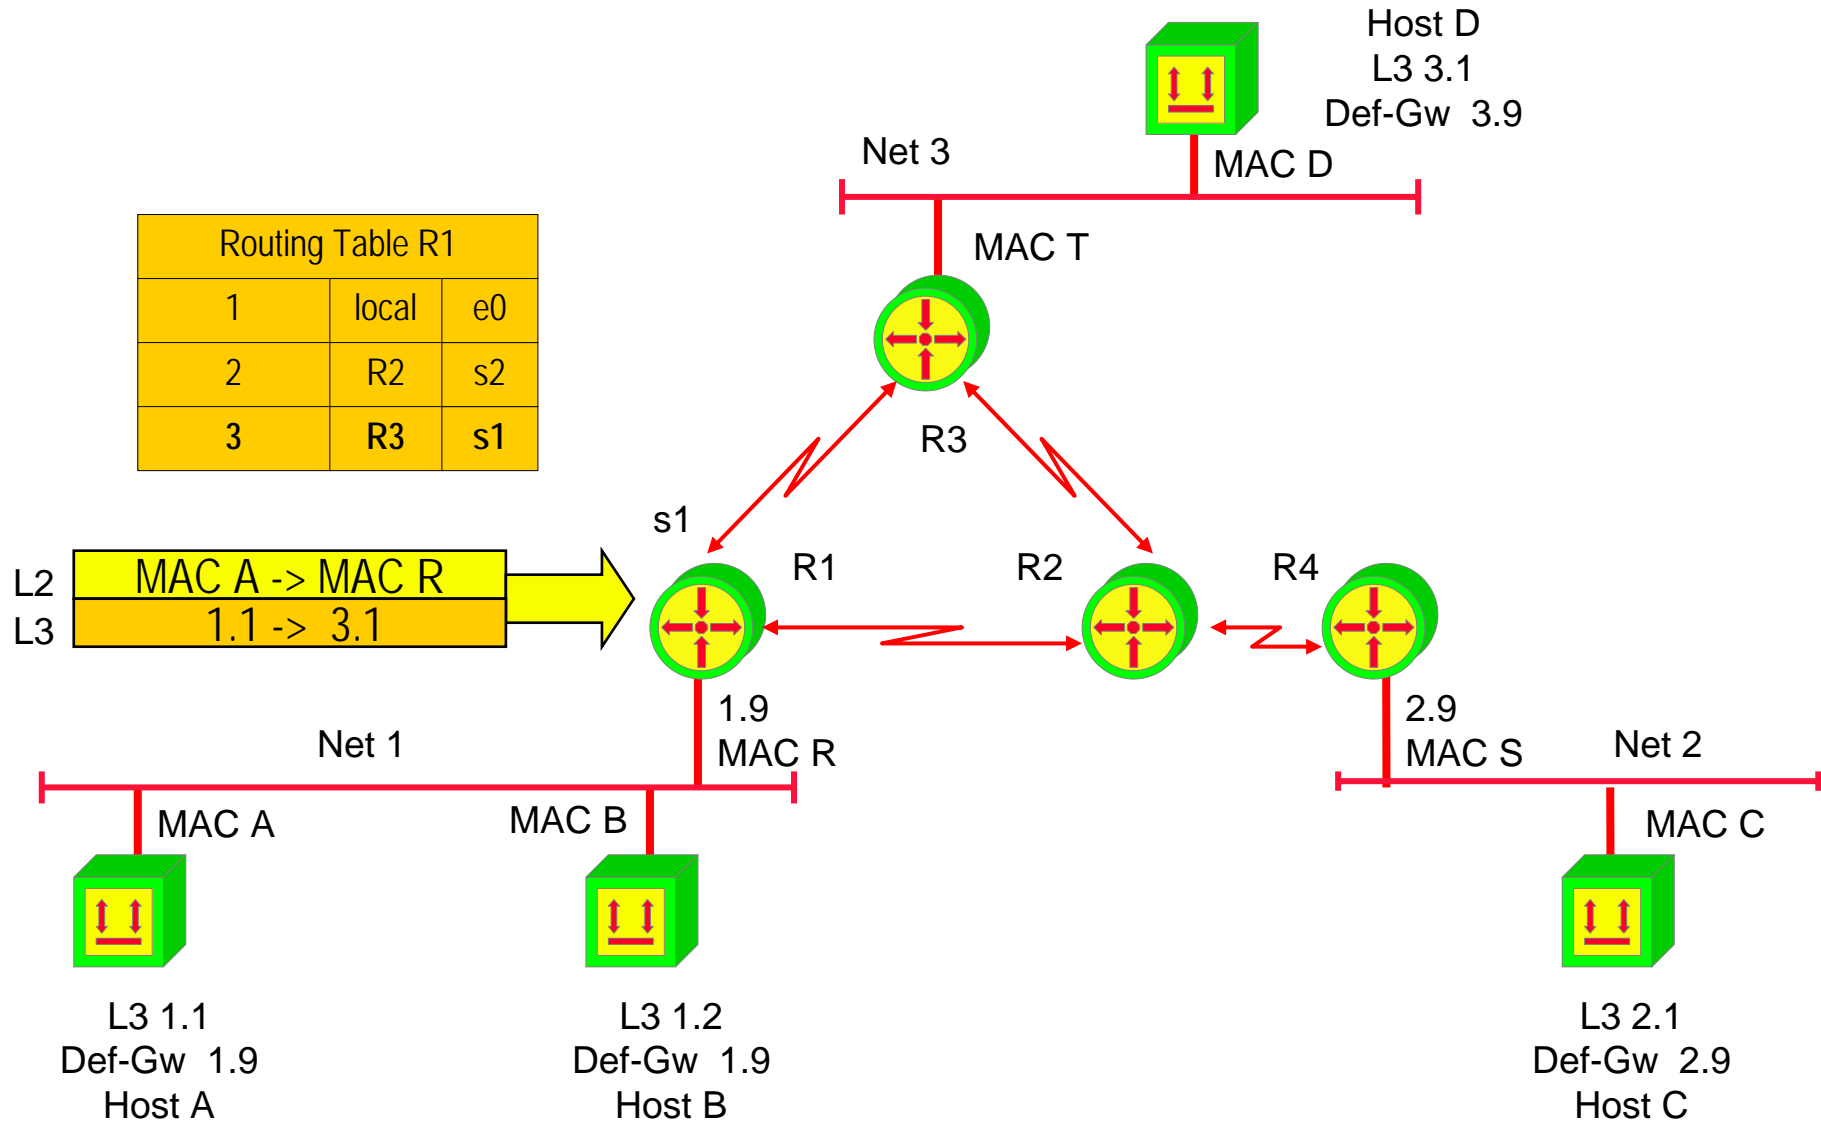 Host D
L3 3.1
Def-Gw 3.9
Net 3
MAC D
MAC T
Routing Table R1
1 local e0
2 R2 s2
3 R3 s1
R3
s1
R1
R2
R4
L2 MAC A -> MAC R
L3 1.1 -> 3.1
1.9
MAC R
2.9
MAC S
Net 1
Net 2
MAC A
MAC B
MAC C
L3 1.1
Def-Gw 1.9
Host A
L3 1.2
Def-Gw 1.9
Host B
L3 2.1
Def-Gw 2.9
Host C